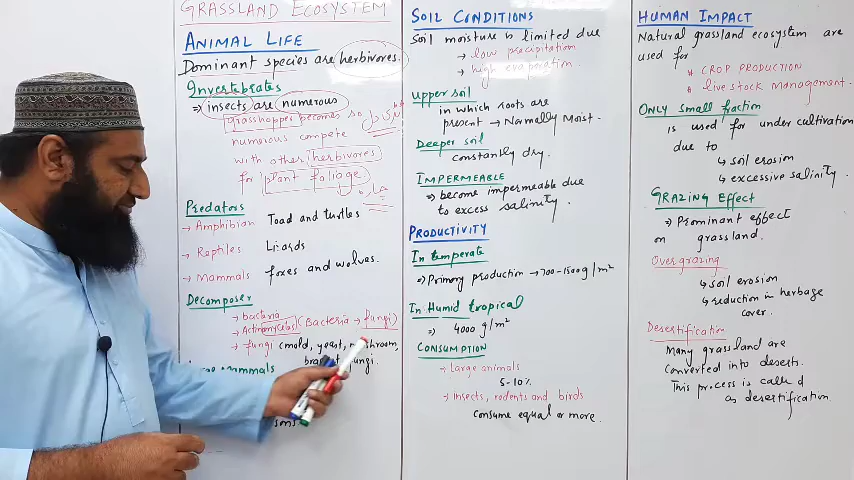 GRASSLAND ECOSYSTEM
ANIMAL LIFE
Dominant species are herbivores.
Invertebrates
⇒ insects are numerous
grasshopper becomes so
numerous compete
with other herbivores
for plant foliage
Predators
→ Amphibian Toad and turtles
→ Reptiles Lizards
→ Mammals foxes and wolves.
Decomposer
→ bacteria
→ Actinomycetes (Bacteria → fungi)
→ fungi (mold, yeast, mushroom,
fungi.
mammals
SOIL CONDITIONS
Soil moisture is limited due
→ low precipitation
→ high evaporation.
Upper soil
in which roots are
present → Normally Moist.
Deeper soil
constantly dry.
IMPERMEABLE
⇒ become impermeable due
to excess salinity.
PRODUCTIVITY
In temperate
⇒ Primary production → 700-1500 g/m²
In Humid tropical
⇒ 4000 g/m²
CONSUMPTION
→ Large animals
5-10%
→ Insects, rodents and birds
Consume equal or more.
HUMAN IMPACT
Natural grassland ecosystem are
used for
* CROP PRODUCTION
* livestock management.
ONLY small fraction
is used for under cultivation
due to
↳ soil erosion
↳ excessive salinity.
GRAZING EFFECT
⇒ Prominent effect
on grassland.
Overgrazing
↳ soil erosion
↳ reduction in herbage
cover.
Desertification
Many grassland are
converted into desert.
This process is called
as desertification